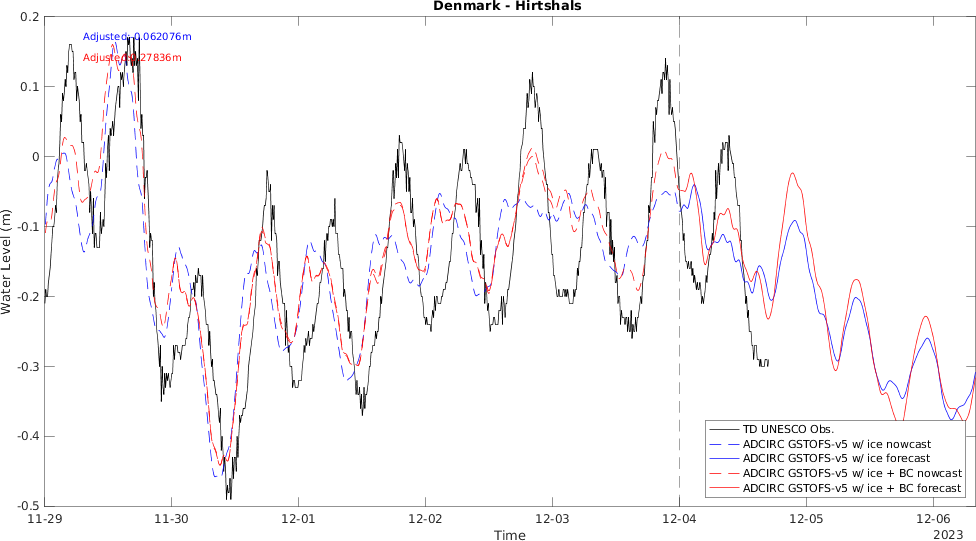 Denmark - Hirtshals
0.2
Adjusted:-0.062076m
0.1
0
-0.1
-0.2
-0.3
-0.4
-0.5
Water Level (m)
TD UNESCO Obs.
ADCIRC GSTOFS-v5 w/ ice nowcast
ADCIRC GSTOFS-v5 w/ ice forecast
ADCIRC GSTOFS-v5 w/ ice + BC nowcast
ADCIRC GSTOFS-v5 w/ ice + BC forecast
11-29
11-30
12-01
12-02
12-03
12-04
12-05
12-06
Time
2023